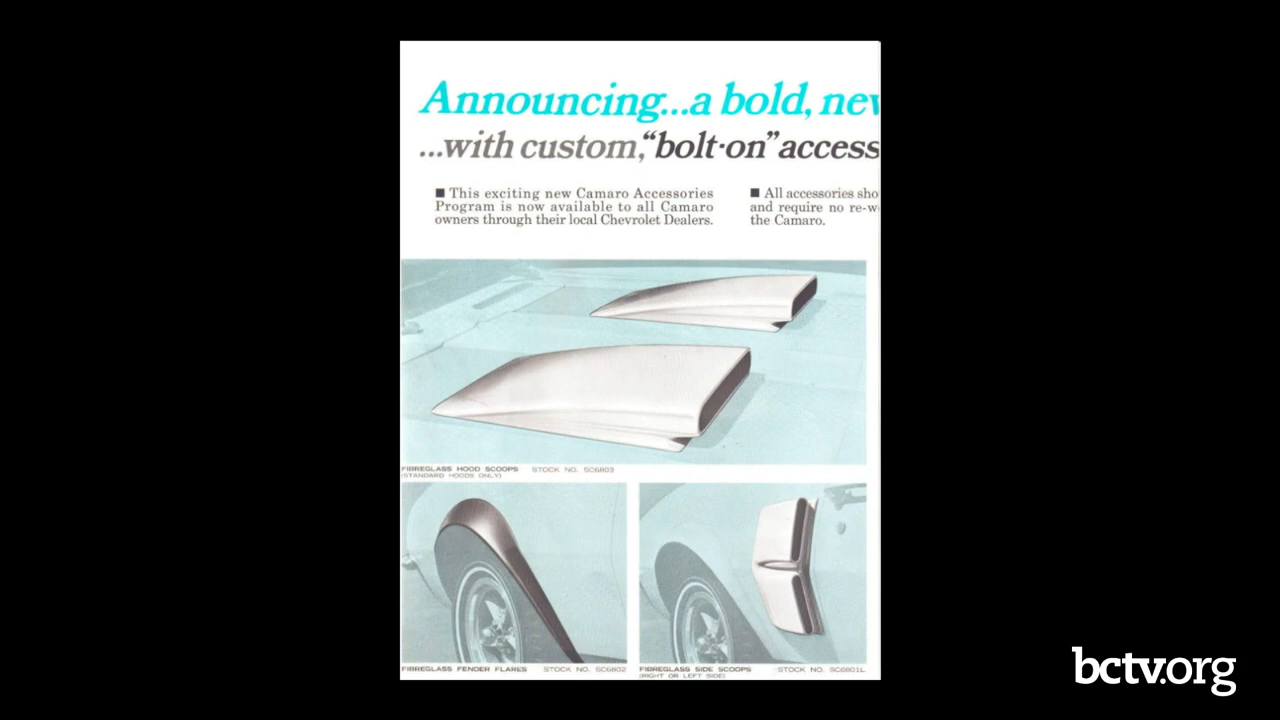 Announcing...a bold, new
...with custom,“bolt-on” access
■ This exciting new Camaro Accessories
Program is now available to all Camaro
owners through their local Chevrolet Dealers.
■ All accessories sho
and require no re-w
the Camaro.
FIBREGLASS HOOD SCOOPS STOCK NO. SC6803
(STANDARD HOODS ONLY)
FIBREGLASS FENDER FLARES STOCK NO. SC6802
FIBREGLASS SIDE SCOOPS STOCK NO. SC6801L
(RIGHT OR LEFT SIDE)
bctv.org